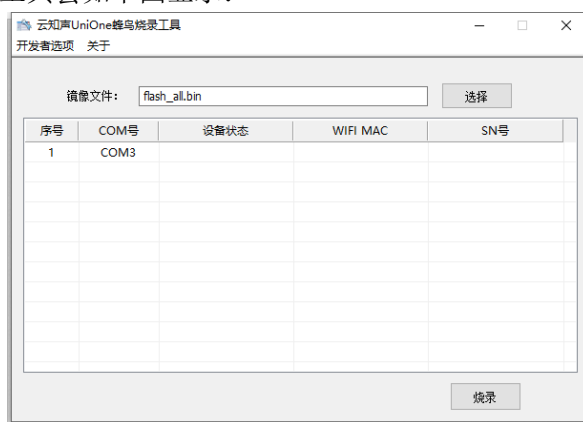 云知声UniOne蜂鸟烧录工具
开发者选项 关于
镜像文件： flash_all.bin 选择
序号 COM号 设备状态 WIFI MAC SN号
1 COM3
烧录